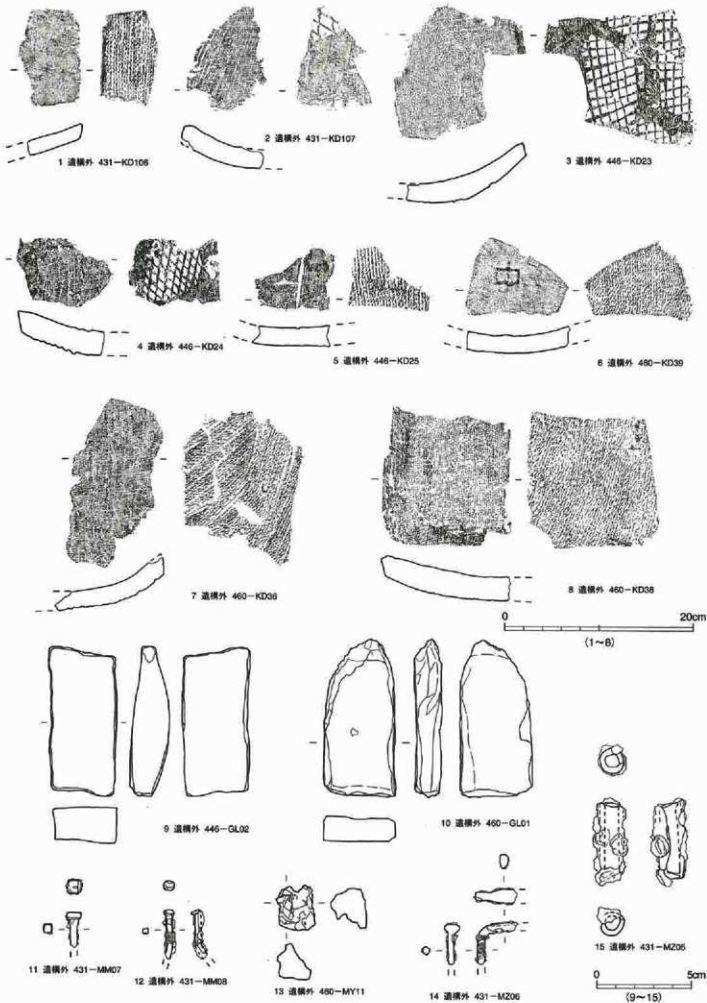 1 遺構外 431-KD106
2 遺構外 431-KD107
3 遺構外 446-KD23
4 遺構外 446-KD24
5 遺構外 446-KD25
6 遺構外 460-KD39
7 遺構外 460-KD36
8 遺構外 460-KD38
0 20cm
(1~8)
9 遺構外 446-GL02
10 遺構外 460-GL01
11 遺構外 431-MM07
12 遺構外 431-MM08
13 遺構外 460-MY11
14 遺構外 431-MZ06
15 遺構外 431-MZ05
0 5cm
(9~15)